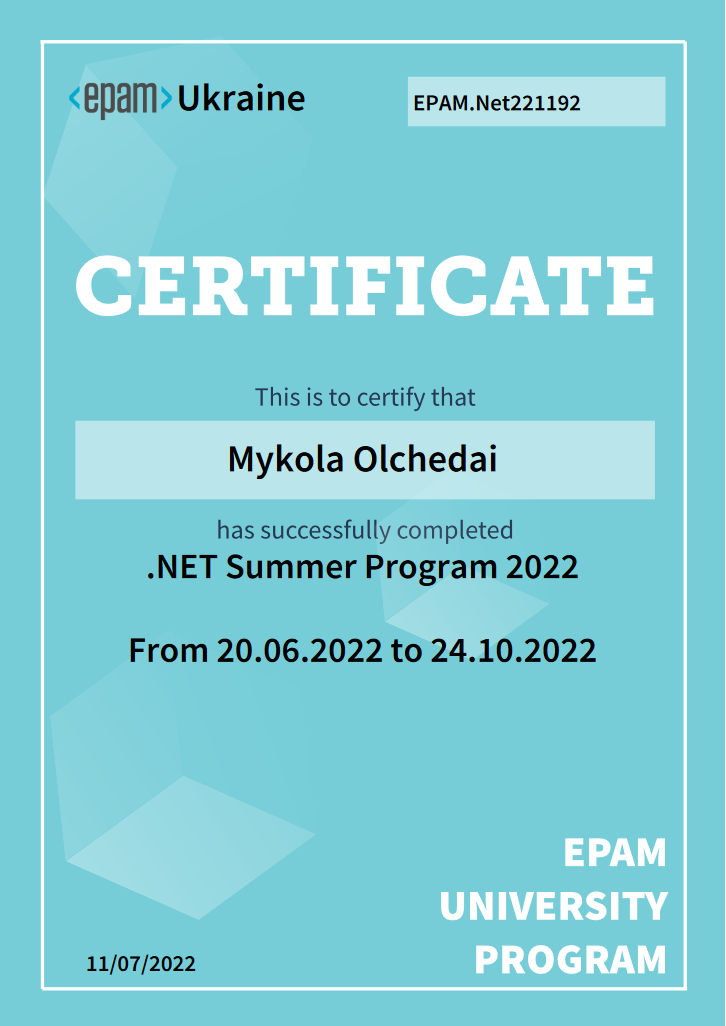 <epam> Ukraine
EPAM.Net221192
CERTIFICATE
This is to certify that
Mykola Olchedai
has successfully completed
.NET Summer Program 2022
From 20.06.2022 to 24.10.2022
EPAM
UNIVERSITY
PROGRAM
11/07/2022